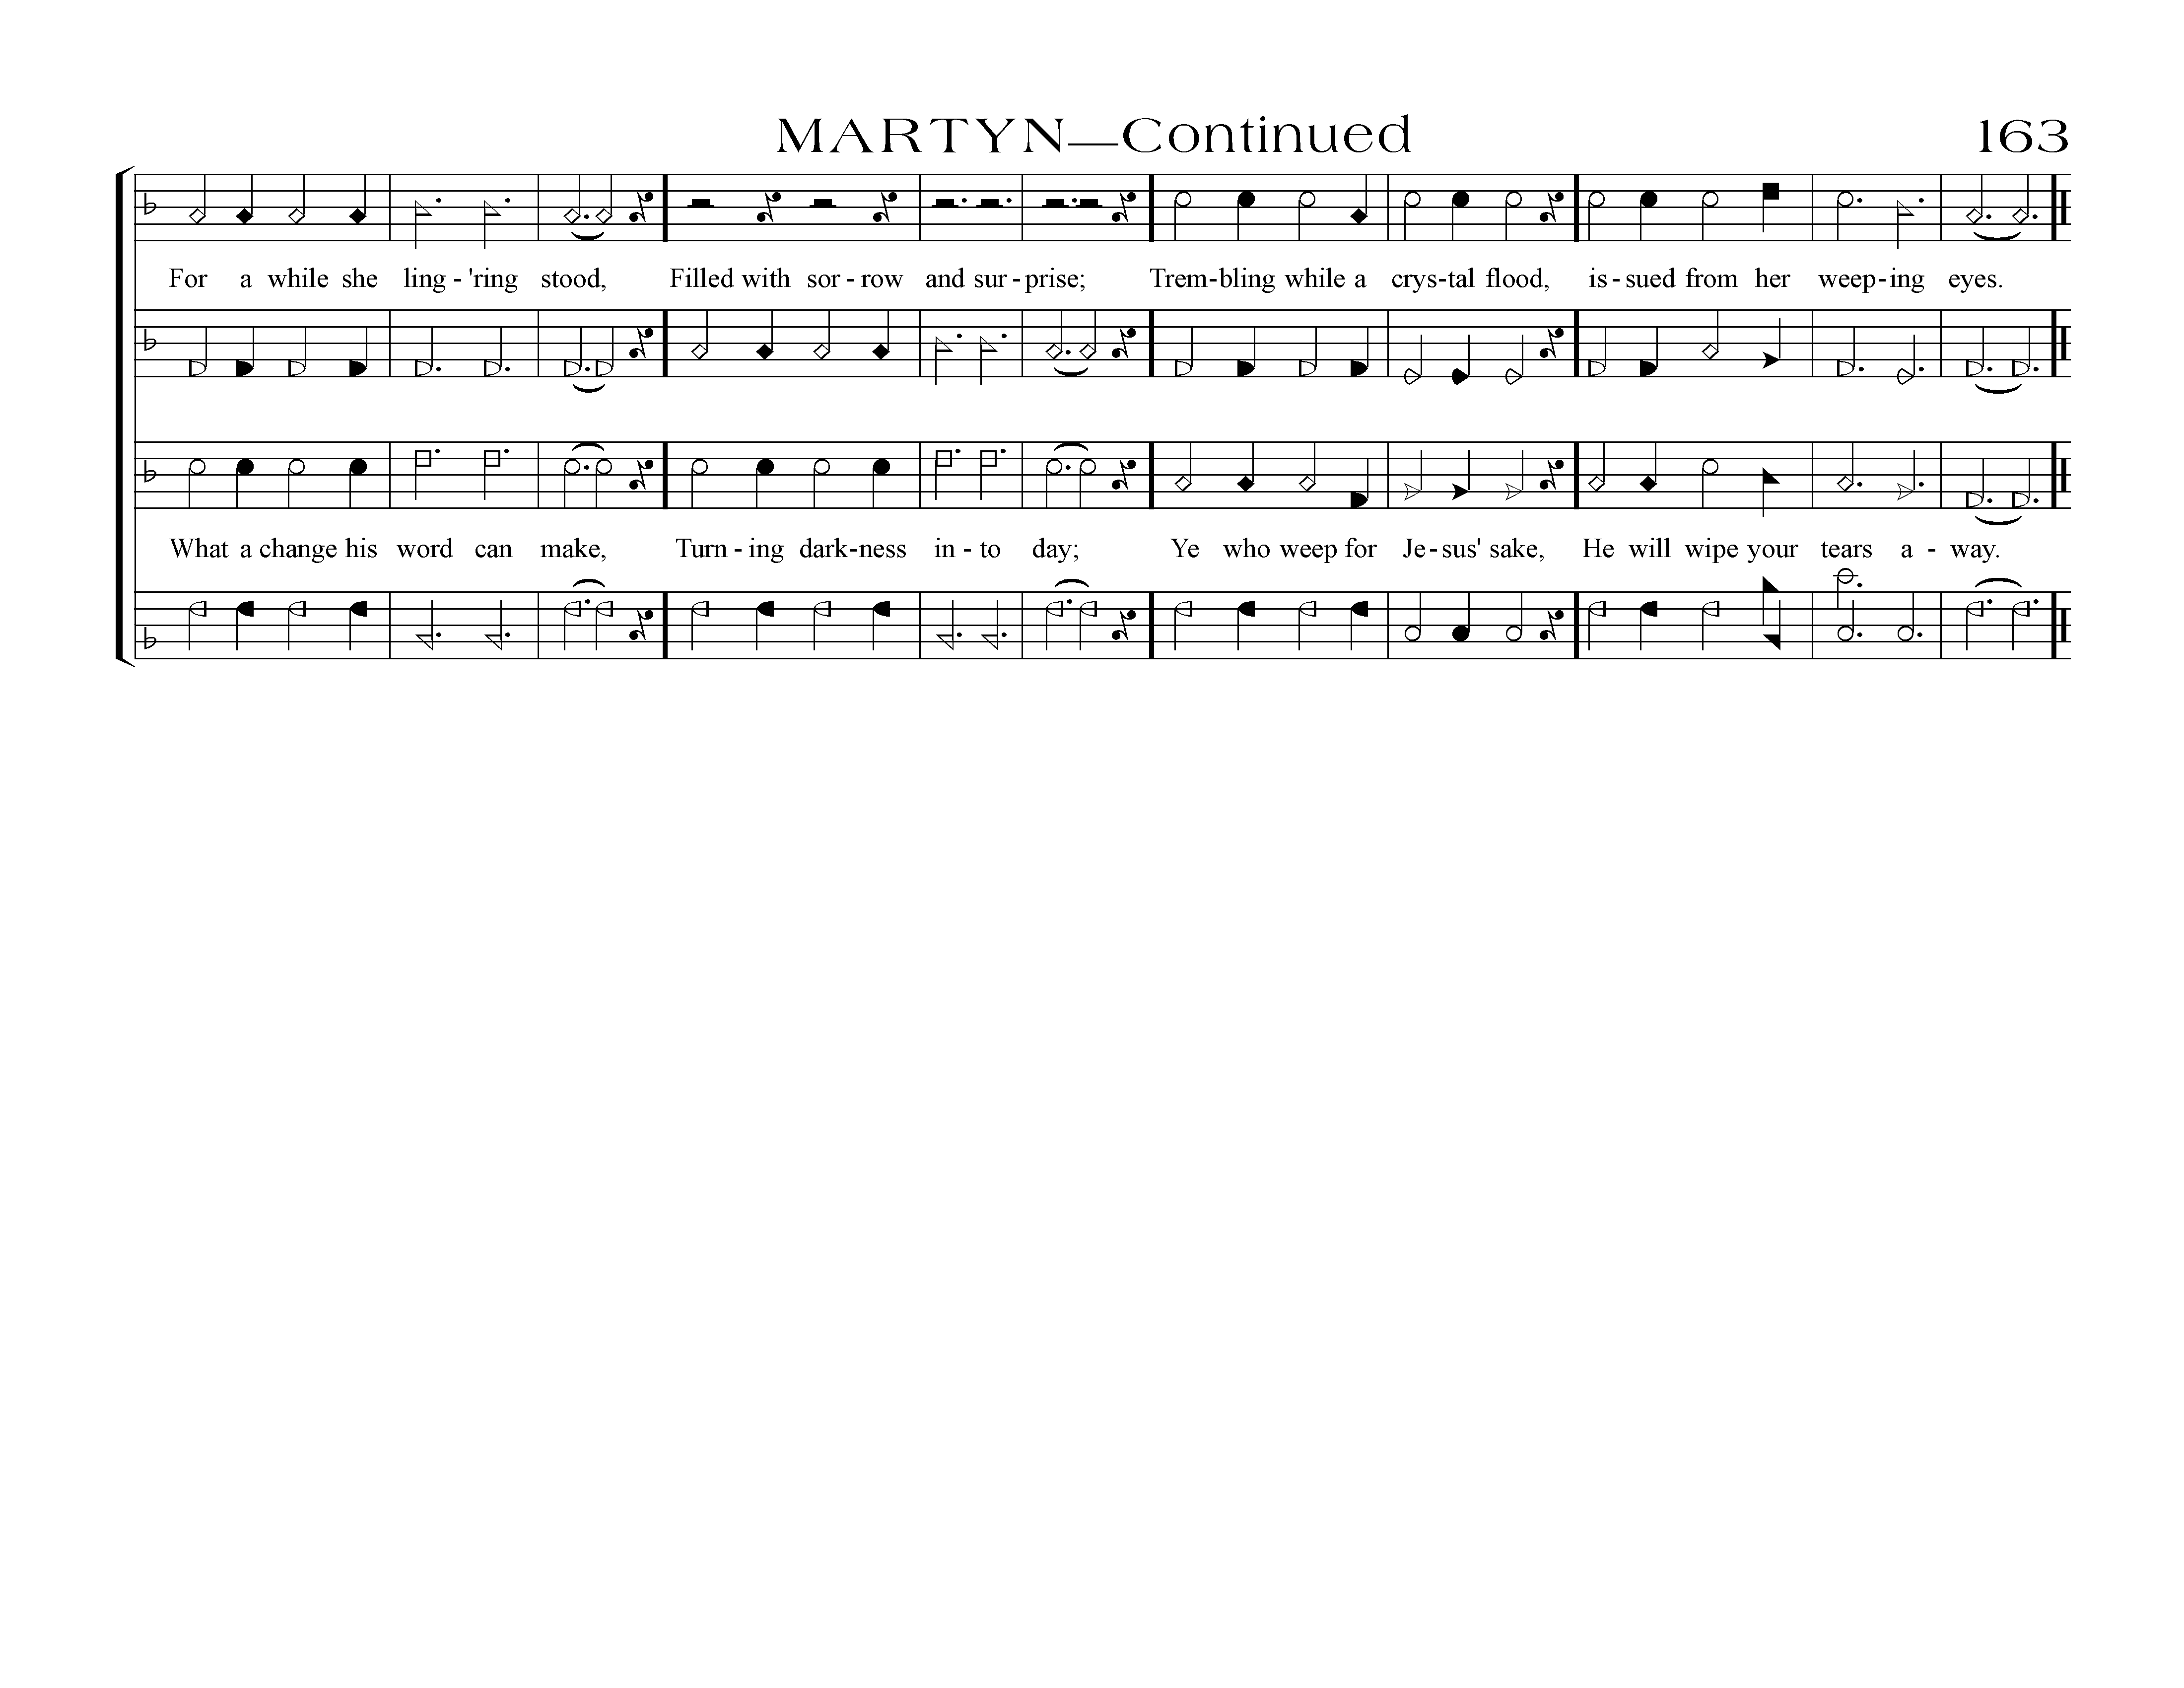 MARTYN—Continued 163
For a while she ling-'ring stood, Filled with sor-row and sur-prise; Trem-bling while a crys-tal flood, is-sued from her weep-ing eyes.
What a change his word can make, Turn-ing dark-ness in-to day; Ye who weep for Je-sus' sake, He will wipe your tears a-way.